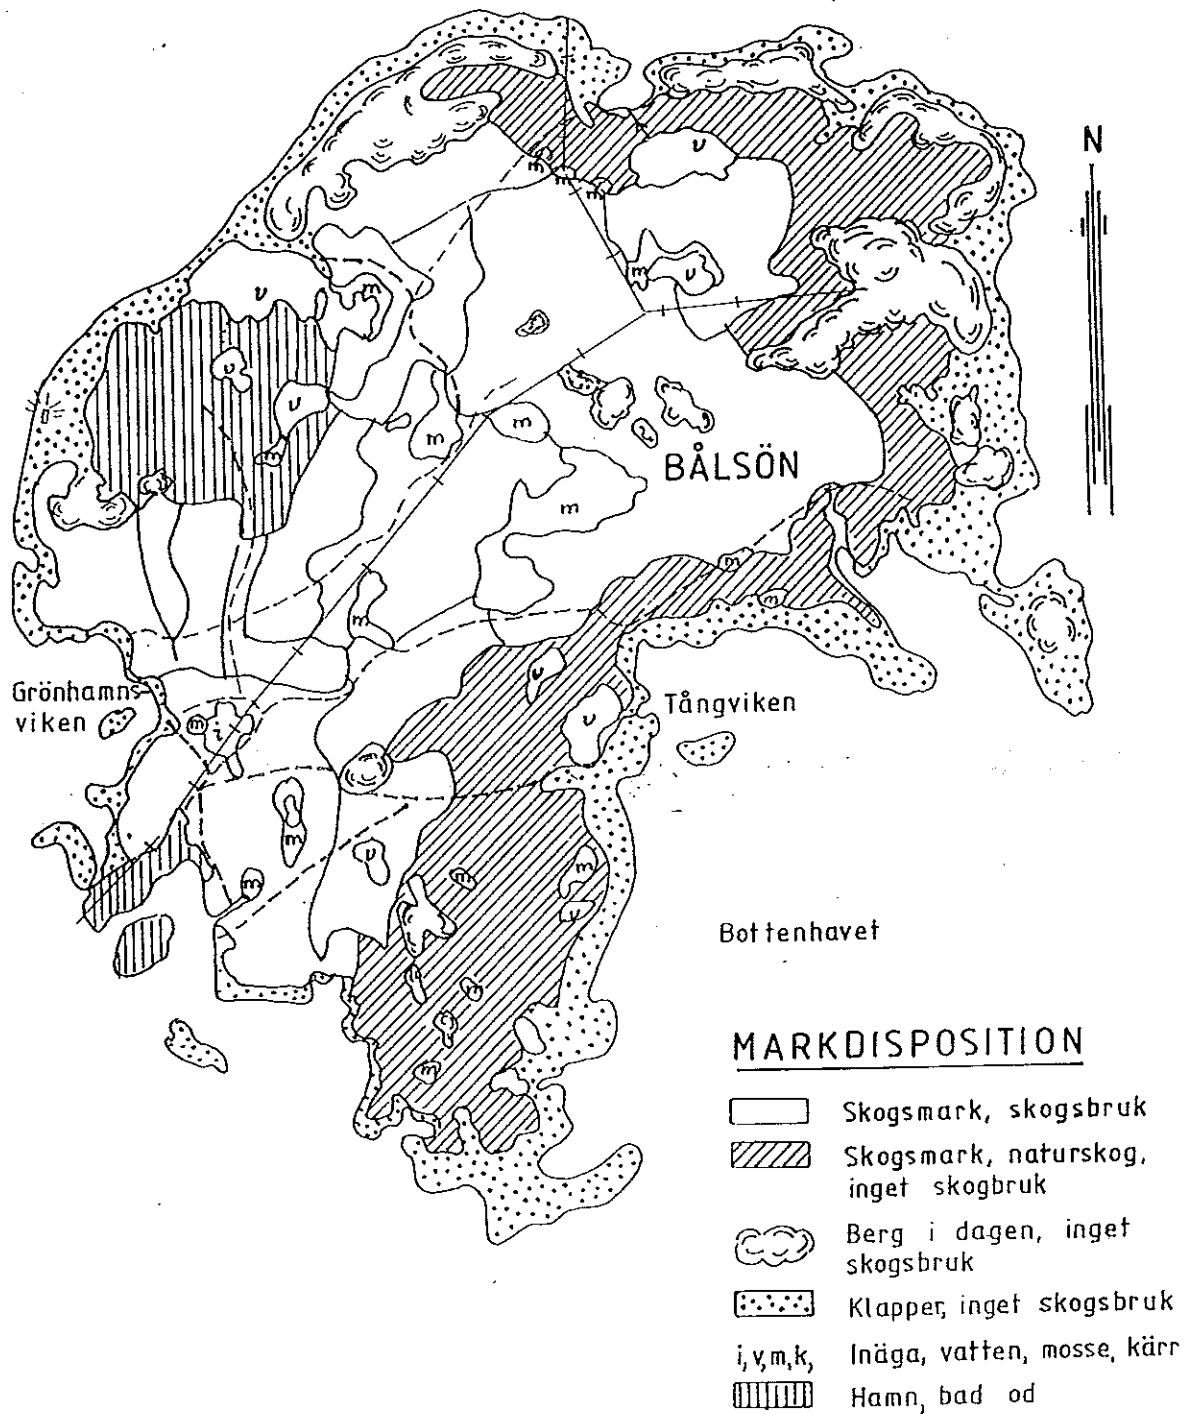 N
v
m
m
m
m
v
m
v
v
v
m
m
m
m
BÅLSÖN
m
m
m
v
Grönhamns-
viken
Tångviken
m
i
v
m
v
m
m
m
v
Bottenhavet
m
m
MARKDISPOSITION
Skogsmark, skogsbruk
Skogsmark, naturskog,
inget skogbruk
Berg i dagen, inget
skogsbruk
Klapper, inget skogsbruk
i,v,m,k, Inäga, vatten, mosse, kärr
Hamn, bad od